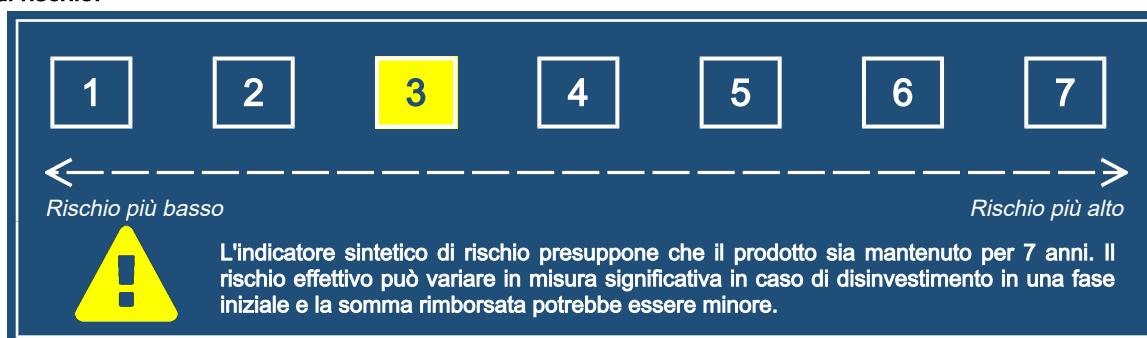 di rischio.
1 2 3 4 5 6 7
Rischio più basso Rischio più alto
!
L'indicatore sintetico di rischio presuppone che il prodotto sia mantenuto per 7 anni. Il
rischio effettivo può variare in misura significativa in caso di disinvestimento in una fase
iniziale e la somma rimborsata potrebbe essere minore.